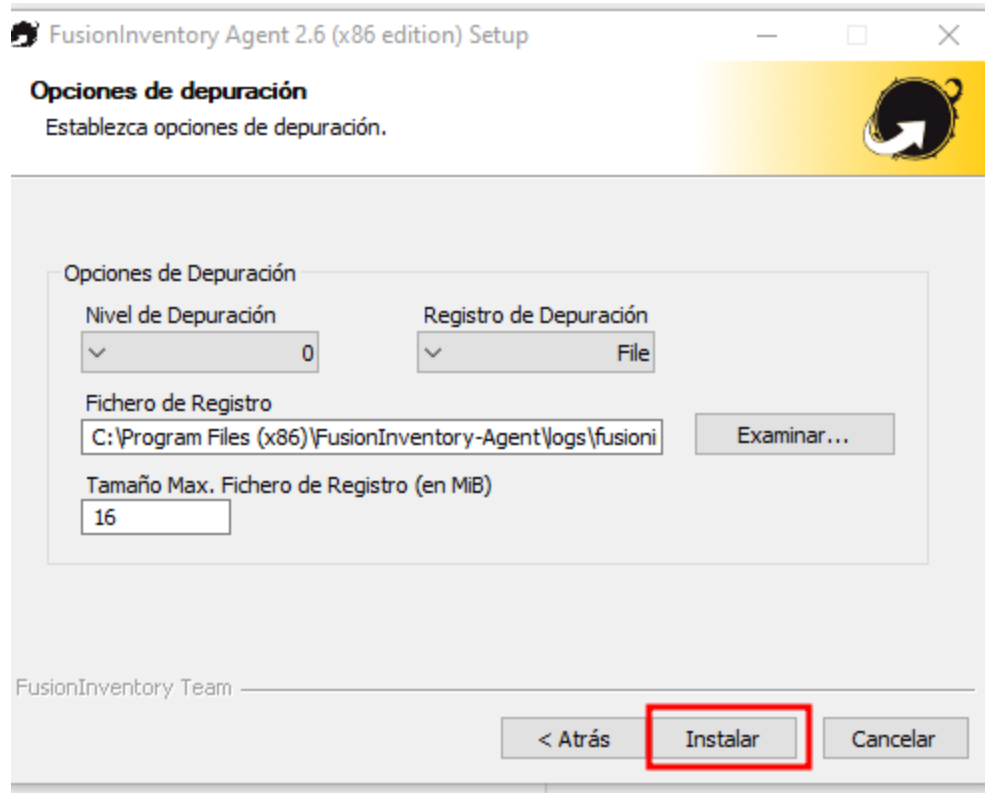 FusionInventory Agent 2.6 (x86 edition) Setup
Opciones de depuración
Establezca opciones de depuración.
Opciones de Depuración
Nivel de Depuración Registro de Depuración
0 File
Fichero de Registro
C:\Program Files (x86)\FusionInventory-Agent\logs\fusioni Examinar...
Tamaño Max. Fichero de Registro (en MiB)
16
FusionInventory Team
< Atrás Instalar Cancelar